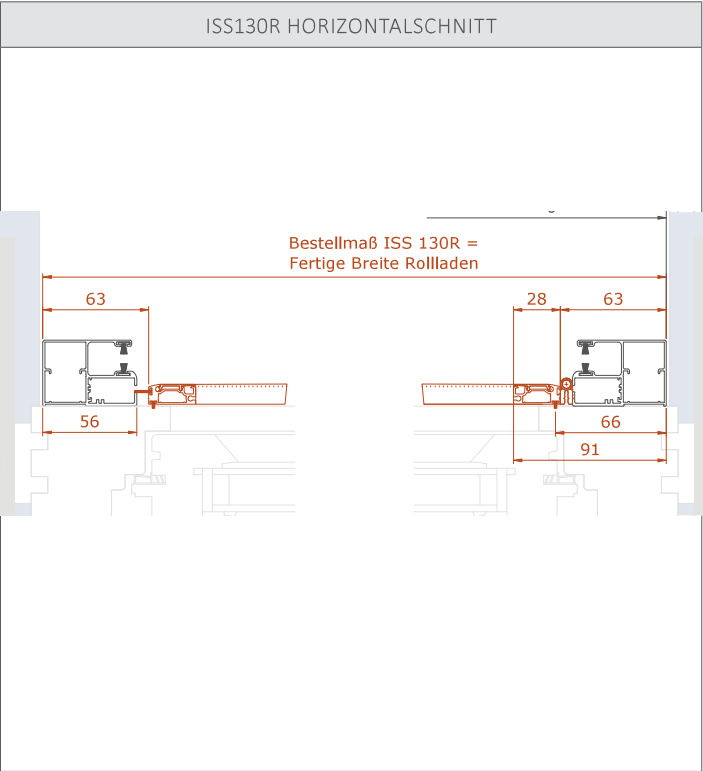 ISS130R HORIZONTALSCHNITT
Bestellmaß ISS 130R =
Fertige Breite Rollladen
63
28
63
56
66
91